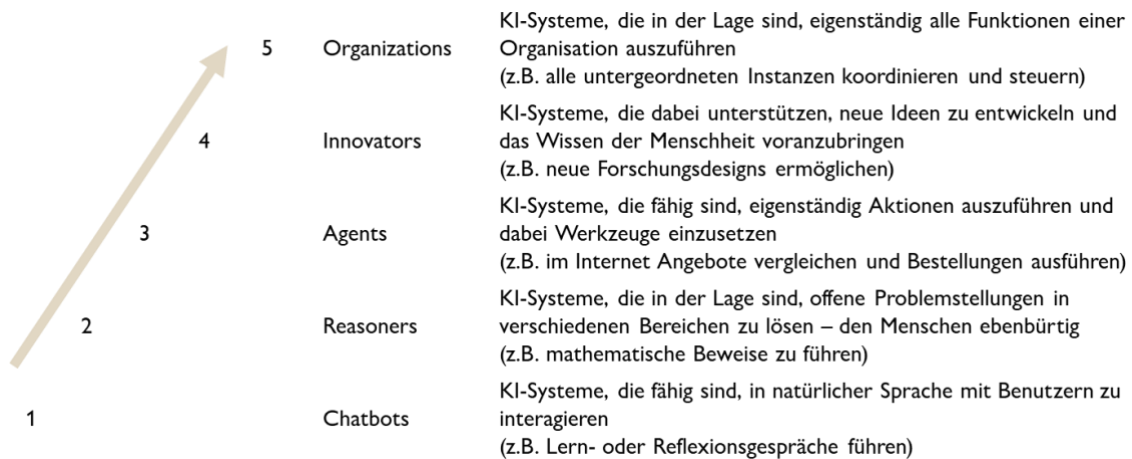 KI-Systeme, die in der Lage sind, eigenständig alle Funktionen einer
5 Organizations Organisation auszuführen
(z.B. alle untergeordneten Instanzen koordinieren und steuern)
KI-Systeme, die dabei unterstützen, neue Ideen zu entwickeln und
4 Innovators das Wissen der Menschheit voranzubringen
(z.B. neue Forschungsdesigns ermöglichen)
KI-Systeme, die fähig sind, eigenständig Aktionen auszuführen und
3 Agents dabei Werkzeuge einzusetzen
(z.B. im Internet Angebote vergleichen und Bestellungen ausführen)
KI-Systeme, die in der Lage sind, offene Problemstellungen in
2 Reasoners verschiedenen Bereichen zu lösen – den Menschen ebenbürtig
(z.B. mathematische Beweise zu führen)
KI-Systeme, die fähig sind, in natürlicher Sprache mit Benutzern zu
1 Chatbots interagieren
(z.B. Lern- oder Reflexionsgespräche führen)